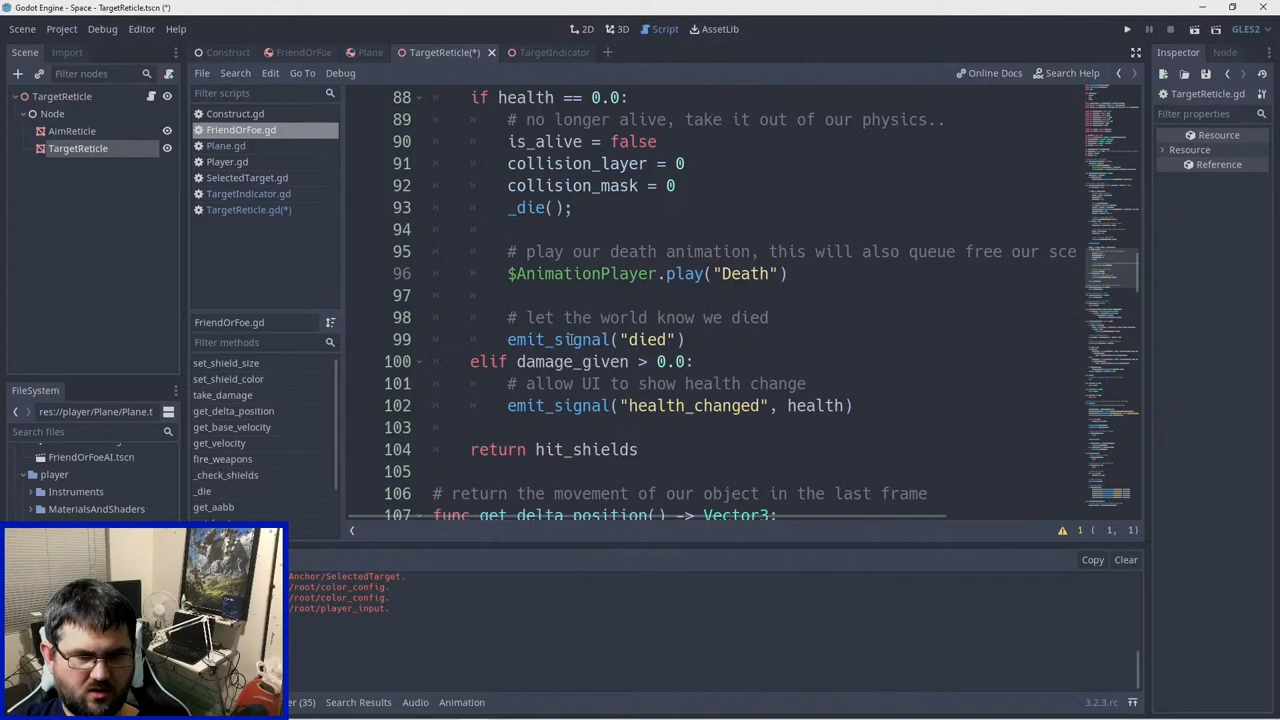 Godot Engine - Space - TargetReticle.tscn (*)
Scene Project Debug Editor Help
2D 3D Script AssetLib
GLES2
Scene Import
Construct FriendOrFoe Plane TargetReticle(*) TargetIndicator
Inspector Node
Filter nodes
File Search Edit Go To Debug
Online Docs Search Help
TargetReticle
Node
AimReticle
TargetReticle
Filter scripts
Construct.gd
FriendOrFoe.gd
Plane.gd
Player.gd
SelectedTarget.gd
TargetIndicator.gd
TargetReticle.gd(*)
FriendOrFoe.gd
Filter methods
set_shield_size
set_shield_color
take_damage
get_delta_position
get_base_velocity
get_velocity
fire_weapons
_check_shields
_die
get_aabb
88 if health == 0.0:
89 # no longer alive, take it out of our physics..
90 is_alive = false
91 collision_layer = 0
92 collision_mask = 0
93 _die();
94
95 # play our death animation, this will also queue free our sce
96 $AnimationPlayer.play("Death")
97
98 # let the world know we died
99 emit_signal("died")
100 elif damage_given > 0.0:
101 # allow UI to show health change
102 emit_signal("health_changed", health)
103
104 return hit_shields
105
106 # return the movement of our object in the last frame
107 func get_delta_position() -> Vector3:
1 ( 1, 1)
TargetReticle.gd
Filter properties
Resource
Resource
Reference
FileSystem
res://player/Plane/Plane.t
Search files
FriendOrFoeAI.tscn
player
Instruments
MaterialsAndShaders
Copy Clear
Anchor/SelectedTarget.
/root/color_config.
/root/color_config.
/root/player_input.
er (35) Search Results Audio Animation
3.2.3.rc